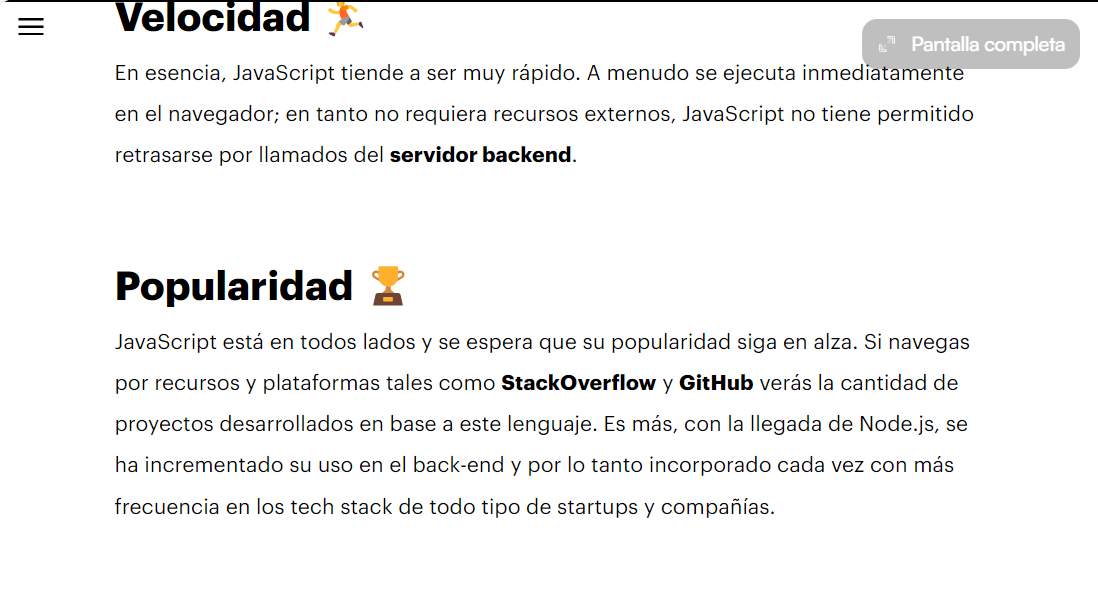 Velocidad 🏃
Pantalla completa
En esencia, JavaScript tiende a ser muy rápido. A menudo se ejecuta inmediatamente
en el navegador; en tanto no requiera recursos externos, JavaScript no tiene permitido
retrasarse por llamados del servidor backend.
Popularidad 🏆
JavaScript está en todos lados y se espera que su popularidad siga en alza. Si navegas
por recursos y plataformas tales como StackOverflow y GitHub verás la cantidad de
proyectos desarrollados en base a este lenguaje. Es más, con la llegada de Node.js, se
ha incrementado su uso en el back-end y por lo tanto incorporado cada vez con más
frecuencia en los tech stack de todo tipo de startups y compañías.